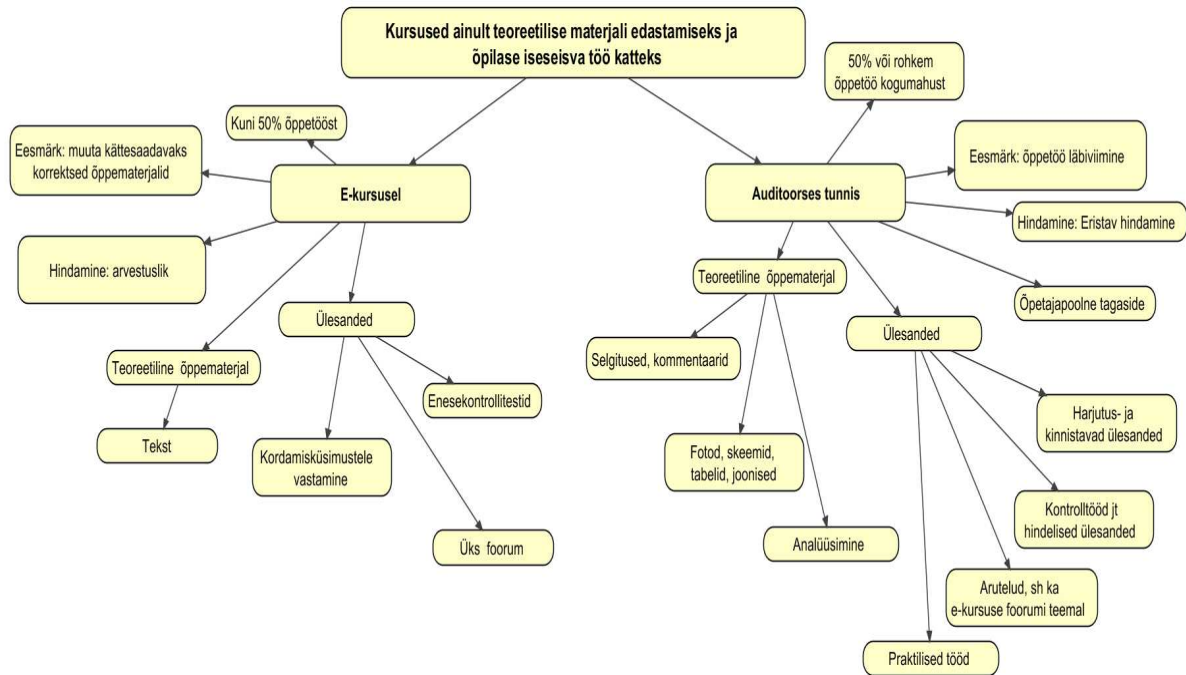 Kursused ainult teoreetilise materjali edastamiseks ja
õpilase iseseisva töö katteks
50% või rohkem
õppetöö kogumahust
Kuni 50% õppetööst
Eesmärk: muuta kättesaadavaks
korrektsed õppematerjalid
Eesmärk: õppetöö läbiviimine
E-kursusel
Auditoorses tunnis
Hindamine: Eristav hindamine
Hindamine: arvestuslik
Teoreetiline õppematerjal
Õpetajapoolne tagaside
Ülesanded
Ülesanded
Selgitused, kommentaarid
Teoreetiline õppematerjal
Enesekontrollitestid
Harjutus- ja
kinnistavad ülesanded
Tekst
Kordamisküsimustele
vastamine
Fotod, skeemid,
tabelid, joonised
Kontrolltööd jt
hindelised ülesanded
Üks foorum
Analüüsimine
Arutelud, sh ka
e-kursuse foorumi teemal
Praktilised tööd